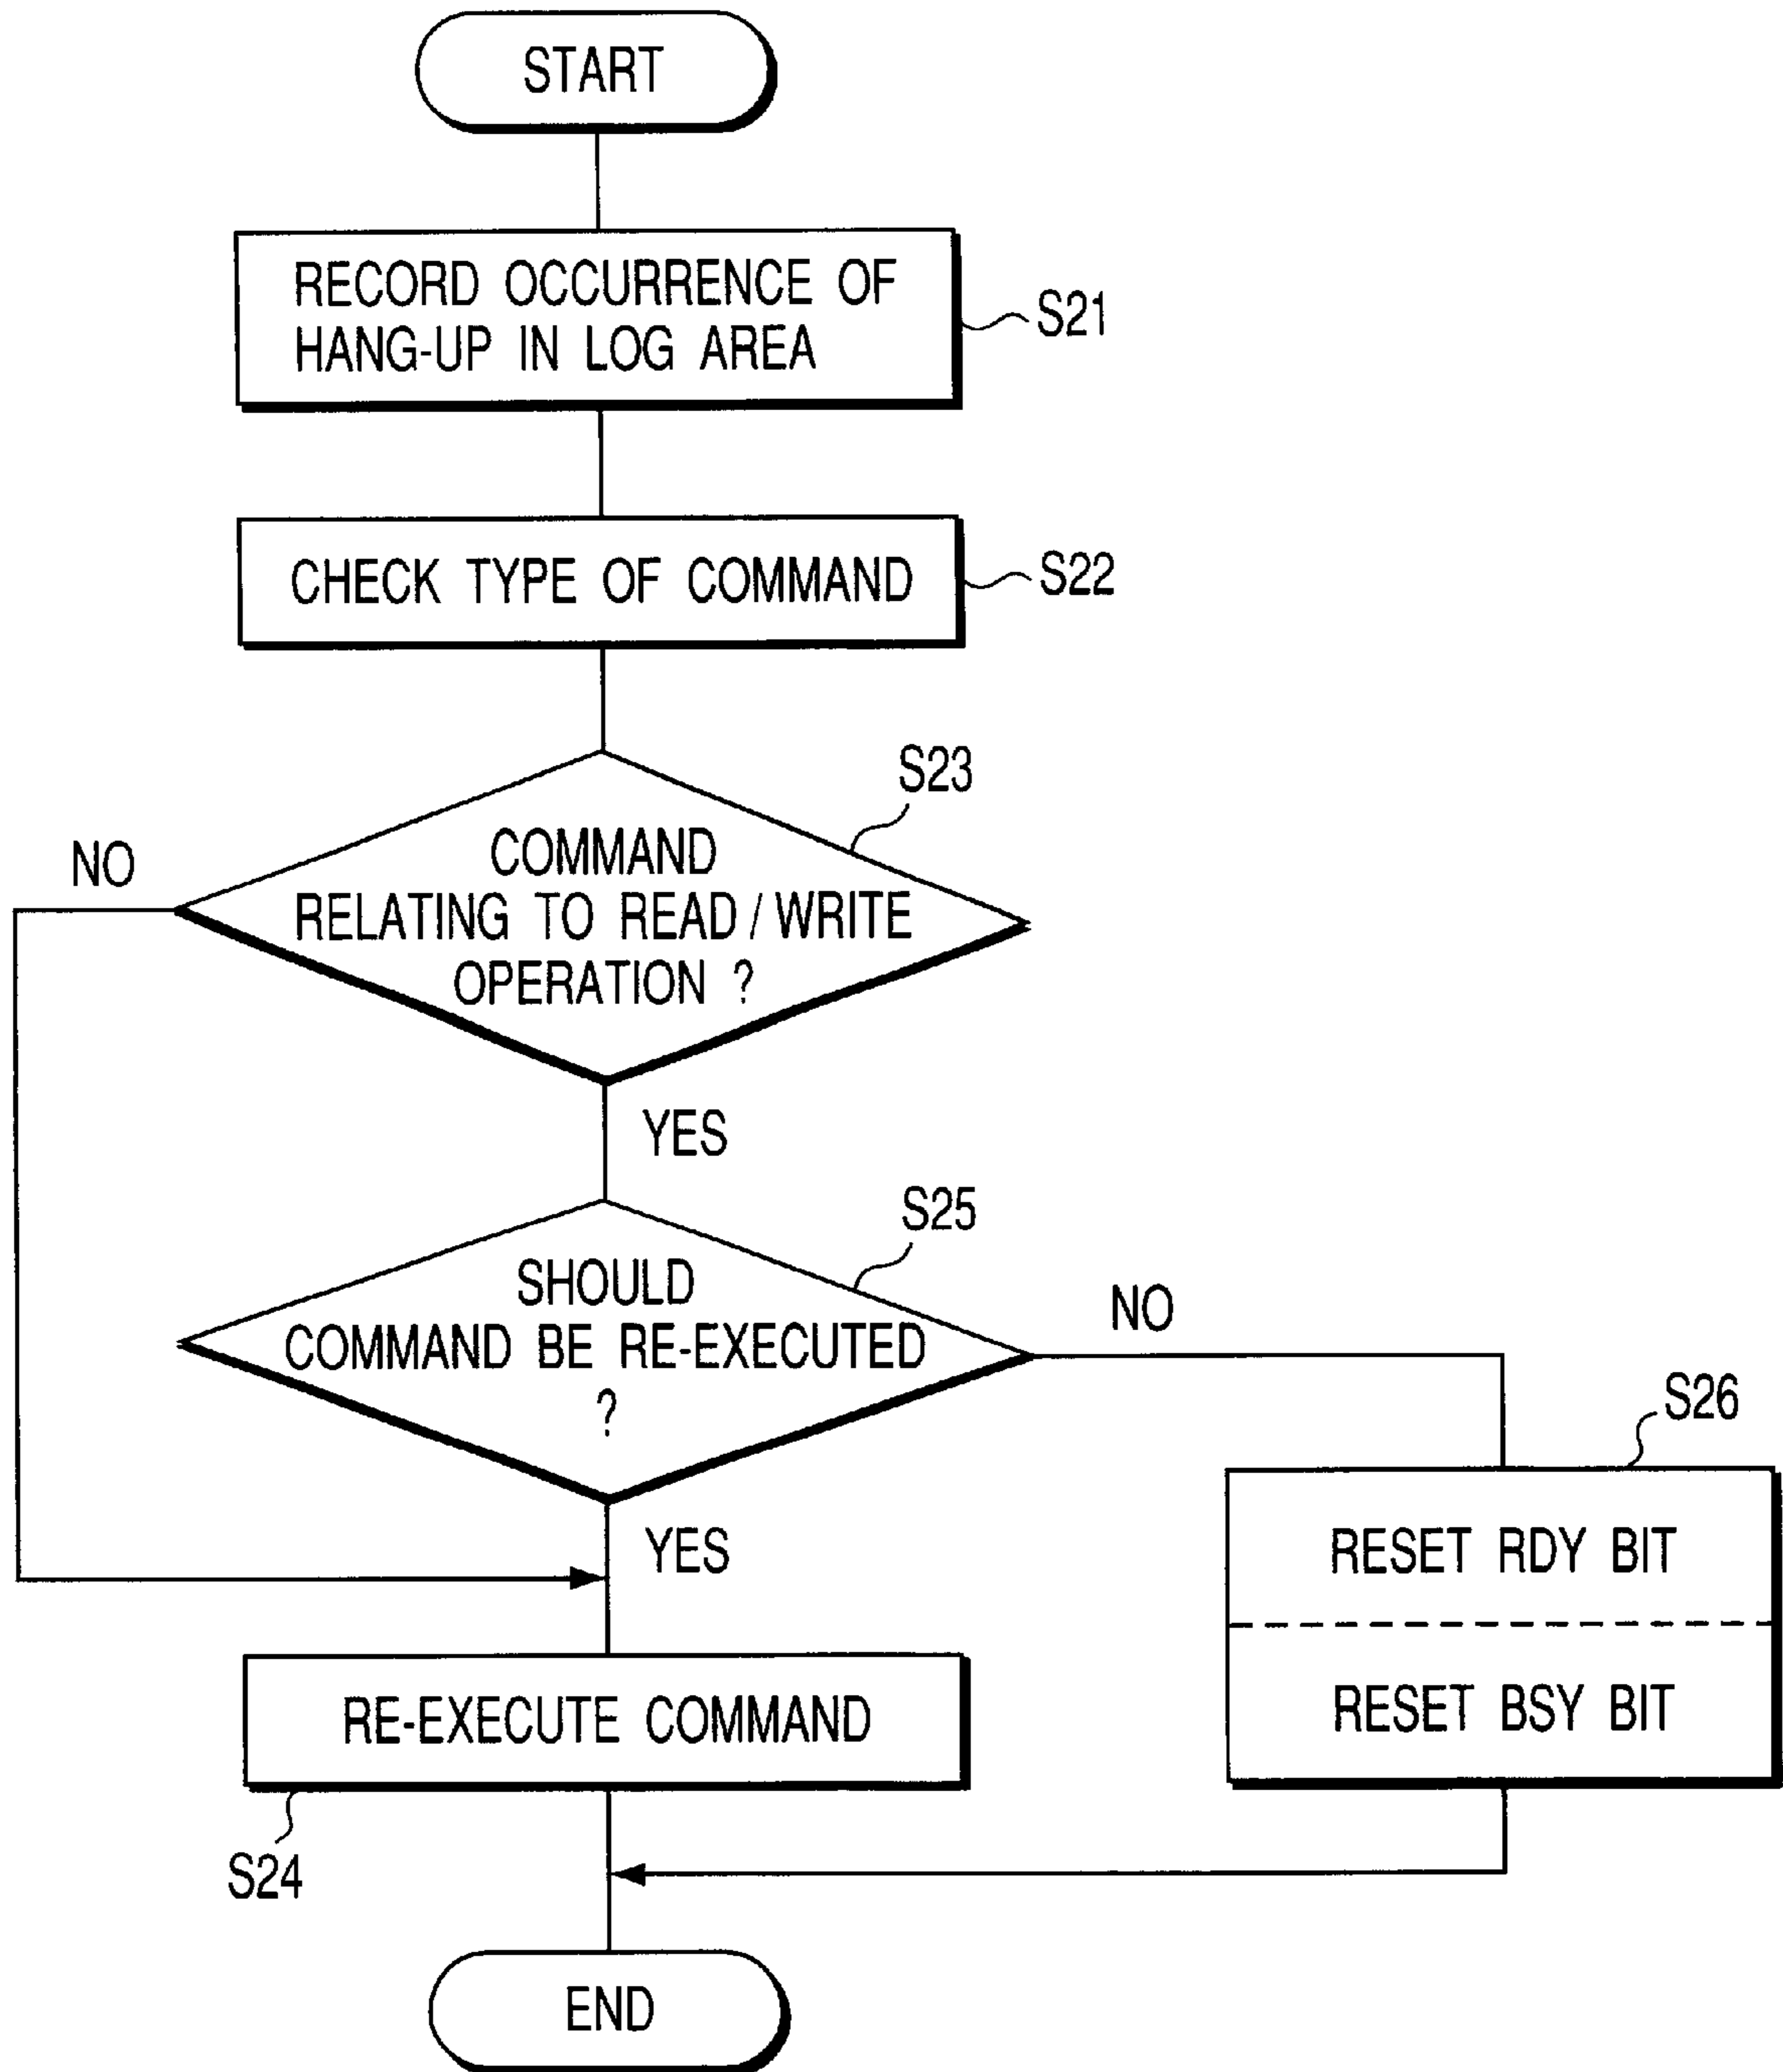 START
RECORD OCCURRENCE OF
HANG-UP IN LOG AREA
S21
CHECK TYPE OF COMMAND
S22
S23
NO
COMMAND
RELATING TO READ / WRITE
OPERATION ?
YES
S25
SHOULD
COMMAND BE RE-EXECUTED
?
NO
S26
YES
RESET RDY BIT
RESET BSY BIT
RE-EXECUTE COMMAND
S24
END